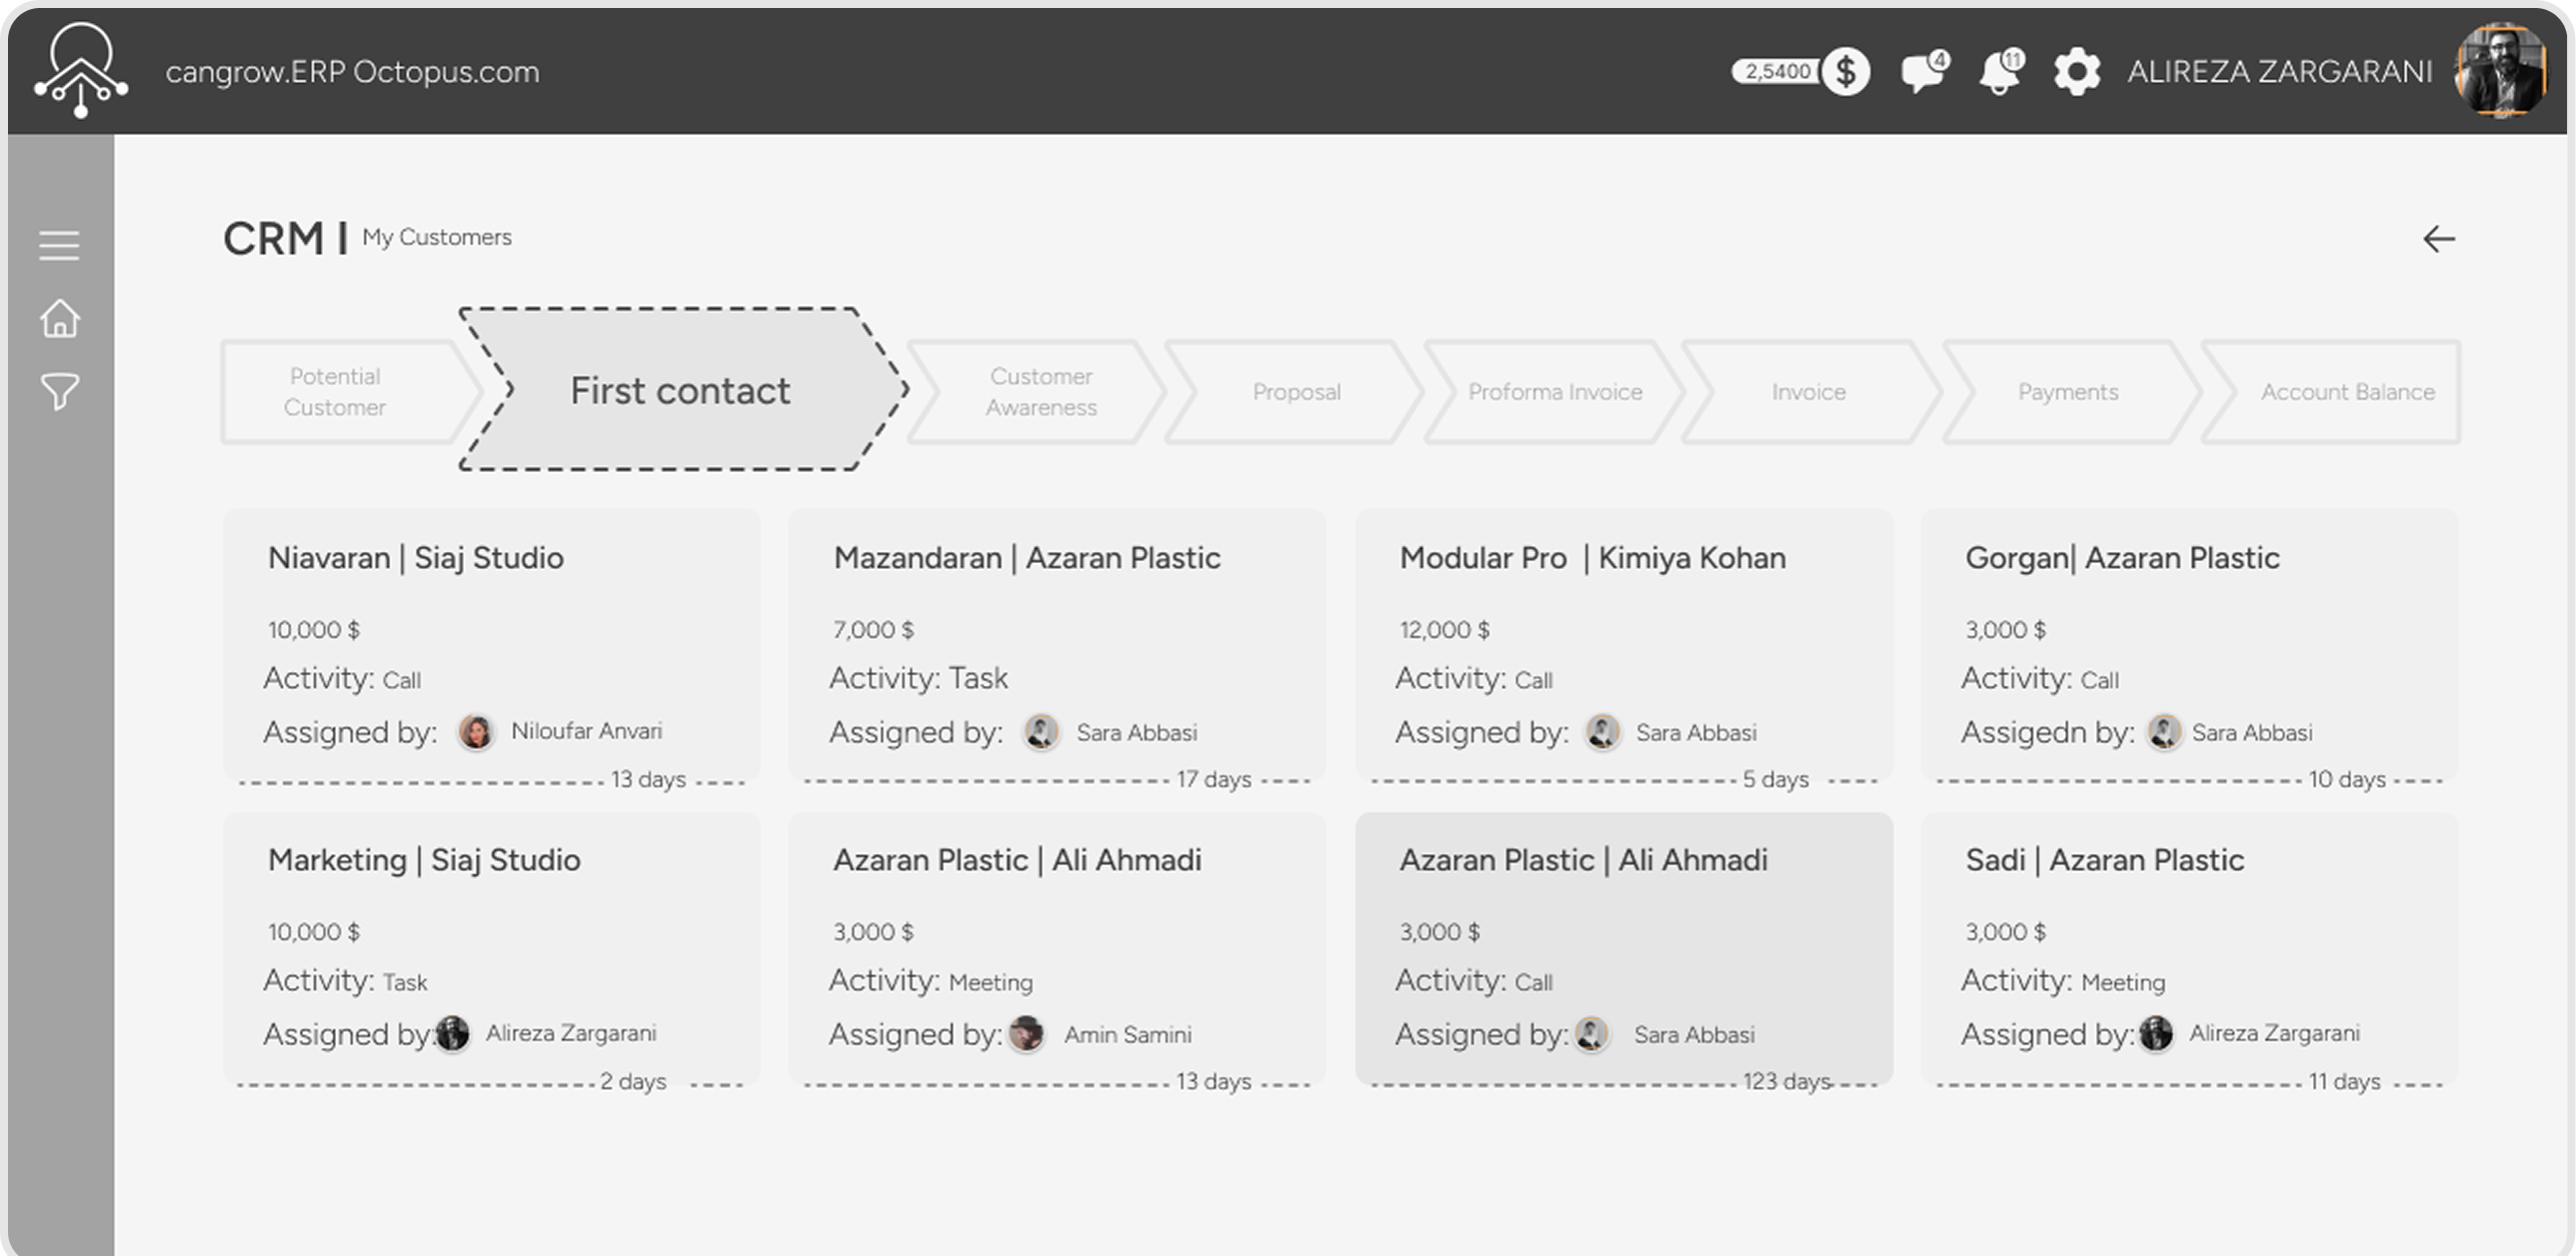 cangrow.ERP Octopus.com
2,5400 $
4
11
ALIREZA ZARGARANI
CRM | My Customers
Potential
Customer
First contact
Customer
Awareness
Proposal
Proforma Invoice
Invoice
Payments
Account Balance
Niavaran | Siaj Studio
10,000 $
Activity: Call
Assigned by: Niloufar Anvari
13 days
Mazandaran | Azaran Plastic
7,000 $
Activity: Task
Assigned by: Sara Abbasi
17 days
Modular Pro | Kimiya Kohan
12,000 $
Activity: Call
Assigned by: Sara Abbasi
5 days
Gorgan| Azaran Plastic
3,000 $
Activity: Call
Assigedn by: Sara Abbasi
10 days
Marketing | Siaj Studio
10,000 $
Activity: Task
Assigned by: Alireza Zargarani
2 days
Azaran Plastic | Ali Ahmadi
3,000 $
Activity: Meeting
Assigned by: Amin Samini
13 days
Azaran Plastic | Ali Ahmadi
3,000 $
Activity: Call
Assigned by: Sara Abbasi
123 days
Sadi | Azaran Plastic
3,000 $
Activity: Meeting
Assigned by: Alireza Zargarani
11 days